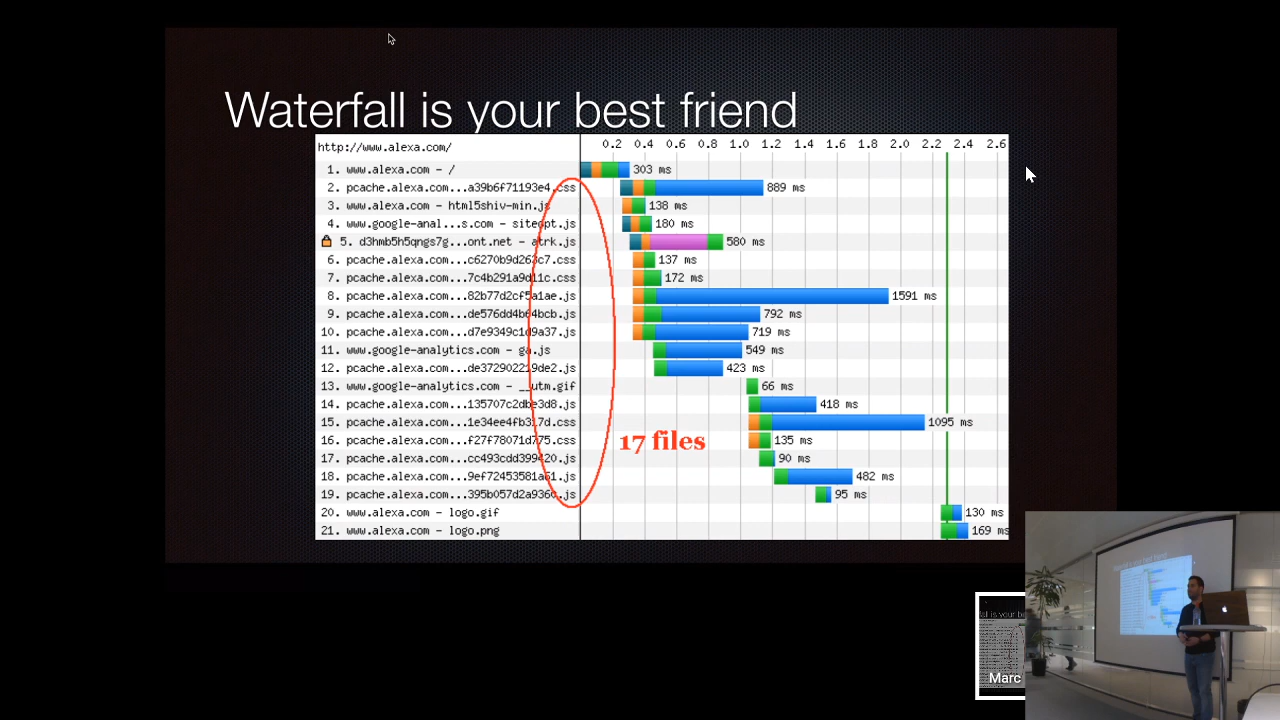 Waterfall is your best friend
http://www.alexa.com/ 0.2 0.4 0.6 0.8 1.0 1.2 1.4 1.6 1.8 2.0 2.2 2.4 2.6
1. www.alexa.com - / 303 ms
2. pcache.alexa.com...a39b6f71193e4.css 889 ms
3. www.alexa.com - html5shiv-min.js 138 ms
4. www.google-anal...s.com - siteopt.js 180 ms
5. d3hmb5h5qngs7g...ont.net - atrk.js 580 ms
6. pcache.alexa.com...c6270b9d263c7.css 137 ms
7. pcache.alexa.com...7c4b291a9d11c.css 172 ms
8. pcache.alexa.com...82b77d2cf5a1ae.js 1591 ms
9. pcache.alexa.com...de576dd4b64bcb.js 792 ms
10. pcache.alexa.com...d7e9349c1d9a37.js 719 ms
11. www.google-analytics.com - ga.js 549 ms
12. pcache.alexa.com...de372902219de2.js 423 ms
13. www.google-analytics.com - __utm.gif 66 ms
14. pcache.alexa.com...135707c2dbe3d8.js 418 ms
15. pcache.alexa.com...1e34ee4fb317d.css 1095 ms
16. pcache.alexa.com...f27f78071d775.css 135 ms
17 files
17. pcache.alexa.com...cc493cdd399420.js 90 ms
18. pcache.alexa.com...9ef72453581a61.js 482 ms
19. pcache.alexa.com...395b057d2a936c.js 95 ms
20. www.alexa.com - logo.gif 130 ms
21. www.alexa.com - logo.png 169 ms
Marc